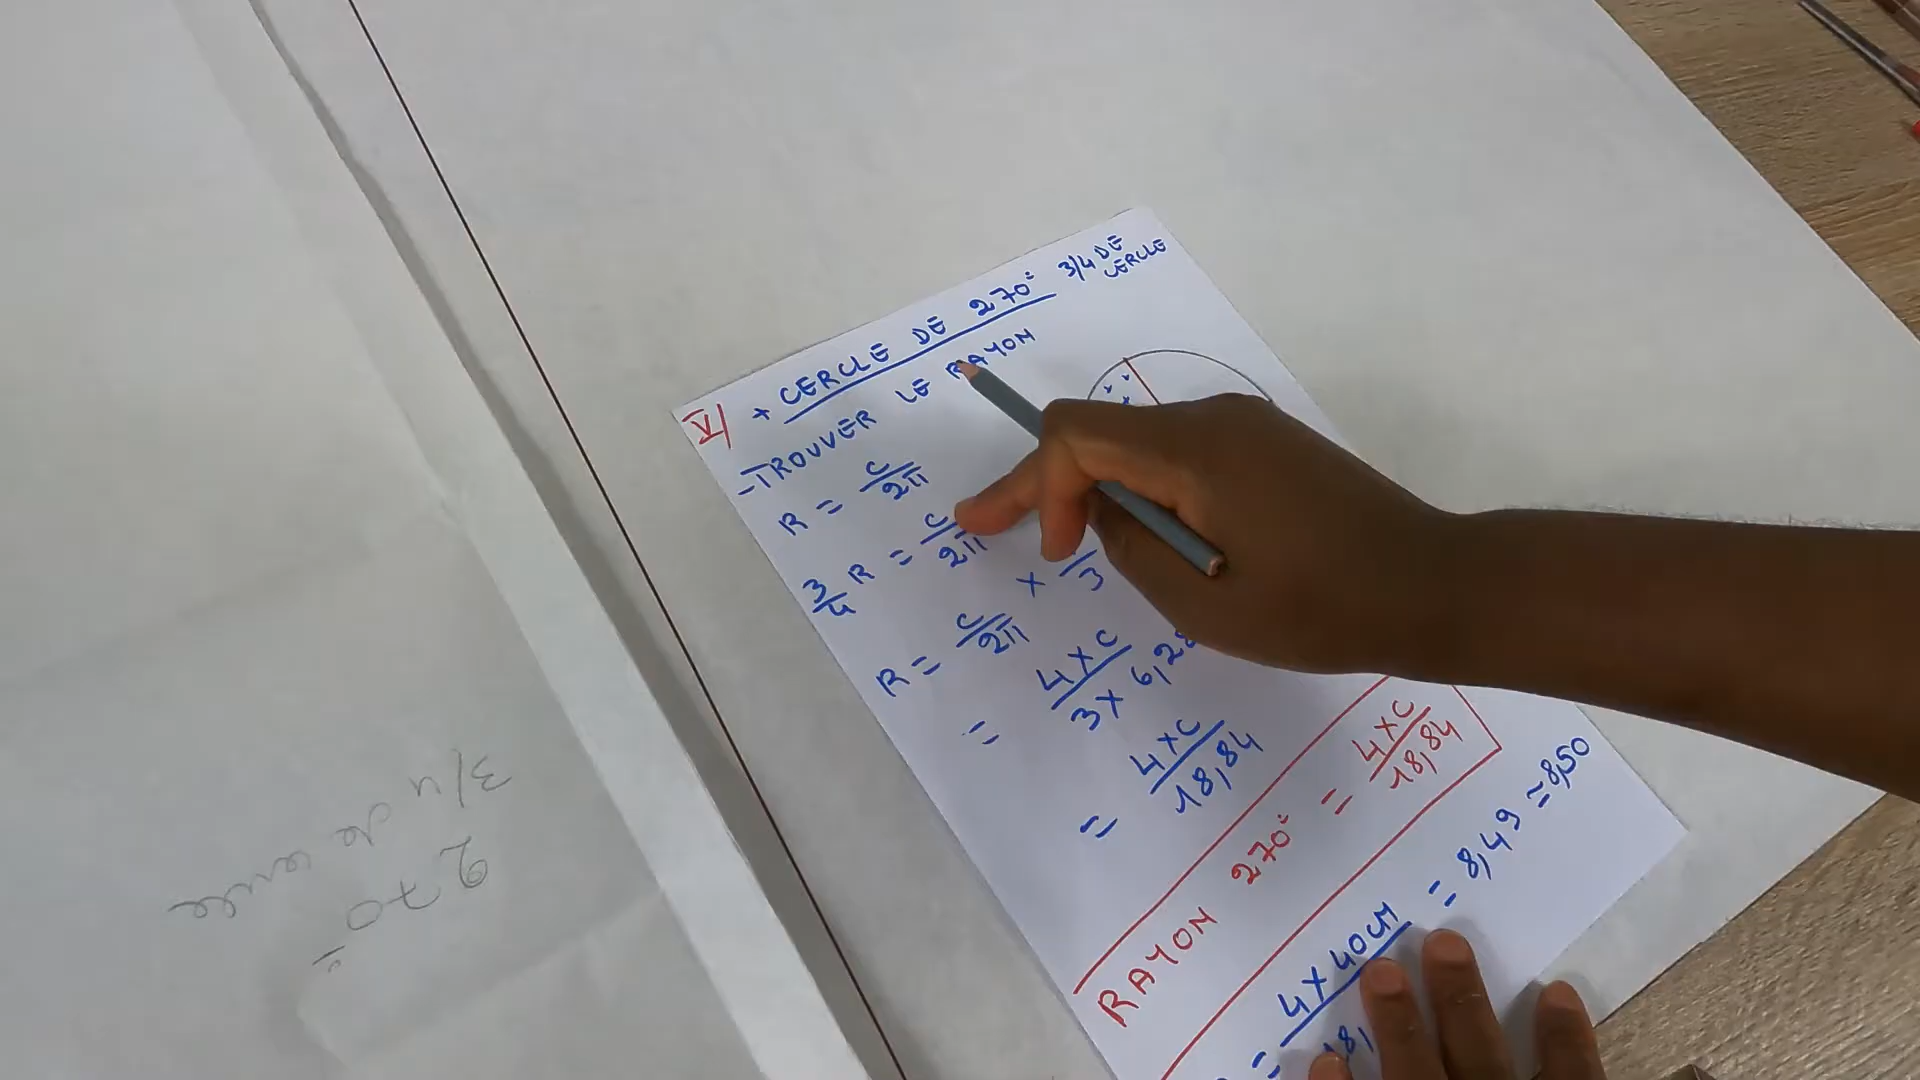 V/ + CERCLE DE 270° 3/4 DE CERCLE
- TROUVER LE RAYON
R = C/2π
3/4 R = C/2π
R = C/2π × /3
= 4×C/3×6,28
= 4×C/18,84
RAYON 270° = 4×C/18,84
= 4×40CM/18, = 8,49 ≃ 8,50
270°
3/4 de cercle